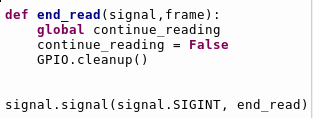 def end_read(signal,frame):
    global continue_reading
    continue_reading = False
    GPIO.cleanup()
signal.signal(signal.SIGINT, end_read)